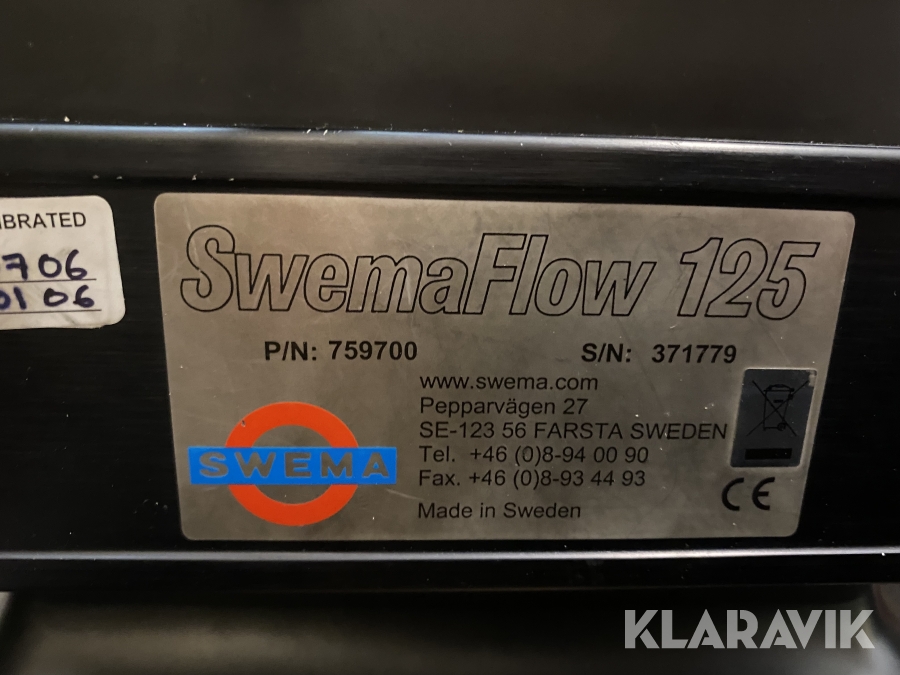 IBRATED
706
0106
SwemaFlow 125
P/N: 759700 S/N: 371779
www.swema.com
Pepparvägen 27
SE-123 56 FARSTA SWEDEN
Tel. +46 (0)8-94 00 90
Fax. +46 (0)8-93 44 93
Made in Sweden
SWEMA
CE
KLARAVIK